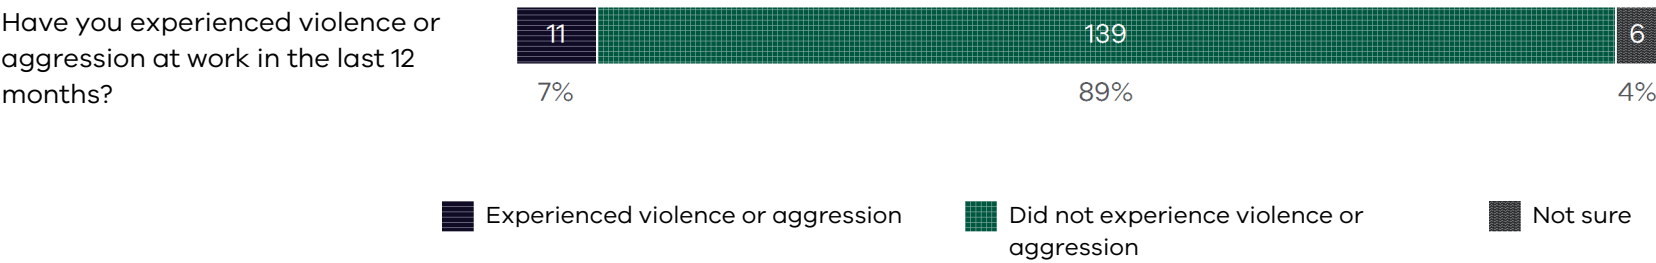 Have you experienced violence or
aggression at work in the last 12
months?
11 139 6
7% 89% 4%
Experienced violence or aggression
Did not experience violence or
aggression
Not sure